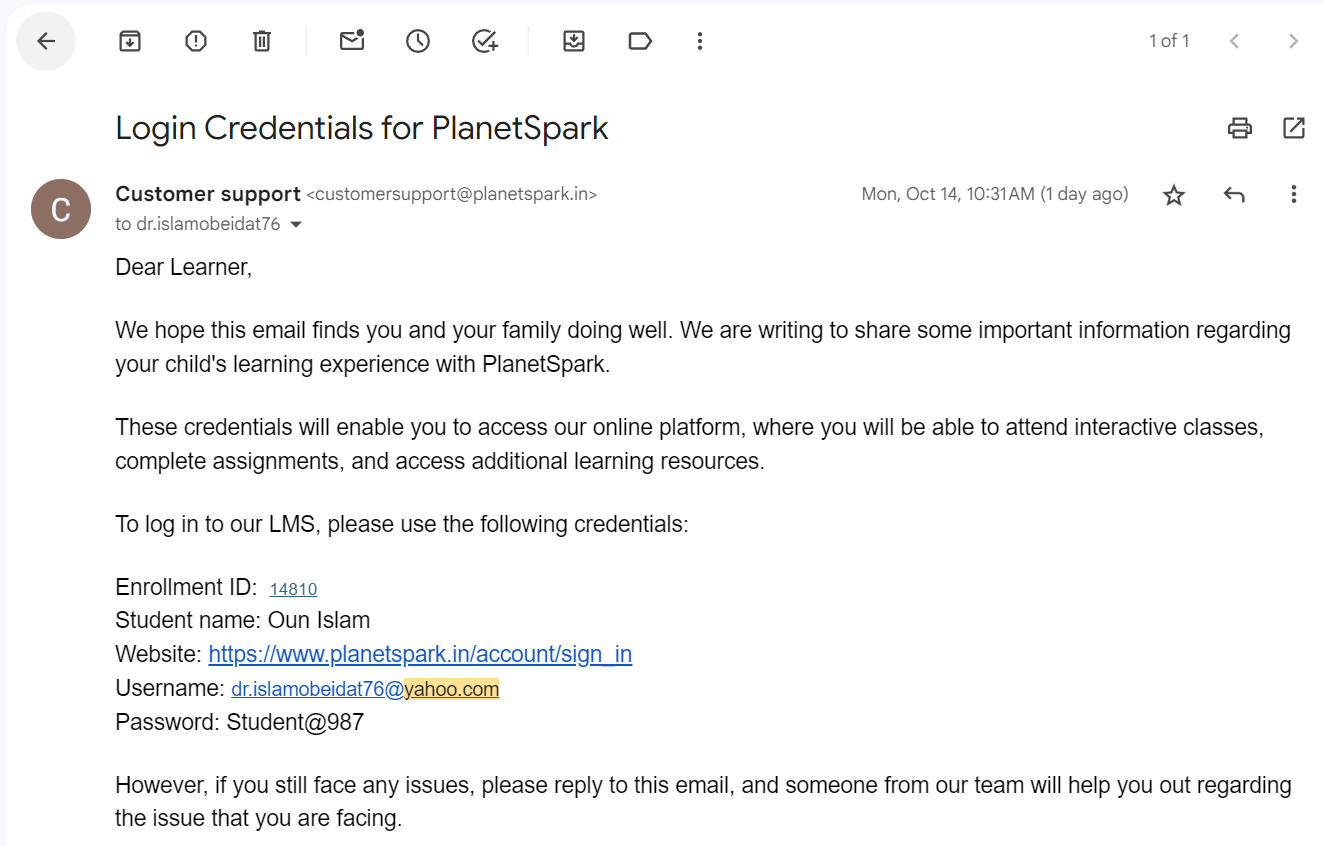 1 of 1
Login Credentials for PlanetSpark
C
Customer support <customersupport@planetspark.in>
Mon, Oct 14, 10:31 AM (1 day ago)
to dr.islamobeidat76
Dear Learner,
We hope this email finds you and your family doing well. We are writing to share some important information regarding
your child's learning experience with PlanetSpark.
These credentials will enable you to access our online platform, where you will be able to attend interactive classes,
complete assignments, and access additional learning resources.
To log in to our LMS, please use the following credentials:
Enrollment ID: 14810
Student name: Oun Islam
Website: https://www.planetspark.in/account/sign_in
Username: dr.islamobeidat76@yahoo.com
Password: Student@987
However, if you still face any issues, please reply to this email, and someone from our team will help you out regarding
the issue that you are facing.